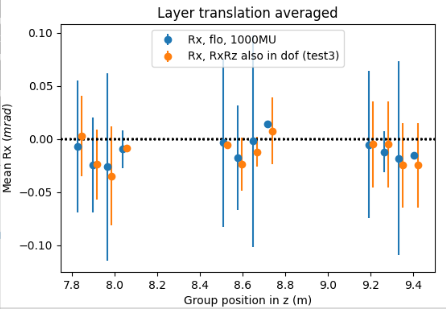 Layer translation averaged
Rx, flo, 1000MU
Rx, RxRz also in dof (test3)
0.10
0.05
0.00
−0.05
−0.10
Mean Rx (mrad)
7.8 8.0 8.2 8.4 8.6 8.8 9.0 9.2 9.4
Group position in z (m)